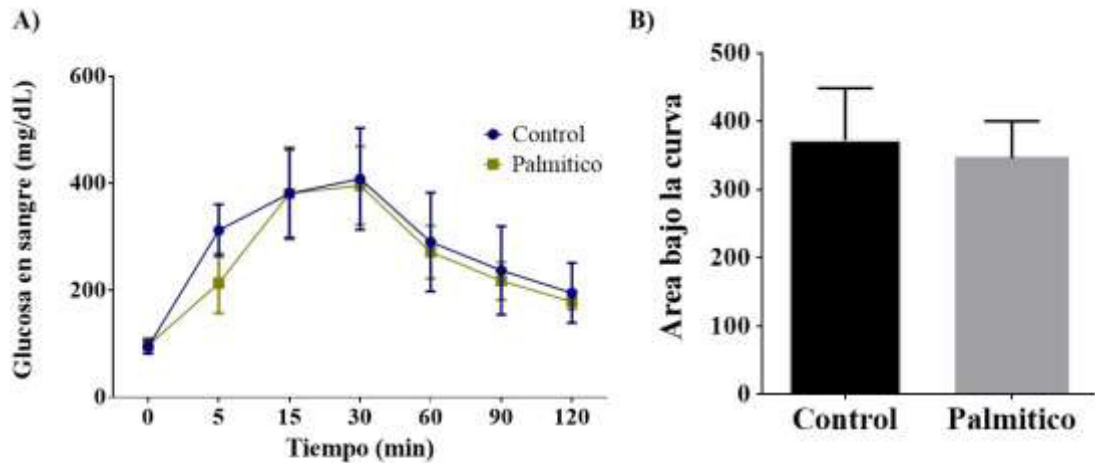 A)
Glucosa en sangre (mg/dL)
600
400
200
0
Control
Palmitico
0 5 15 30 60 90 120
Tiempo (min)
B)
Area bajo la curva
500
400
300
200
100
0
Control Palmitico